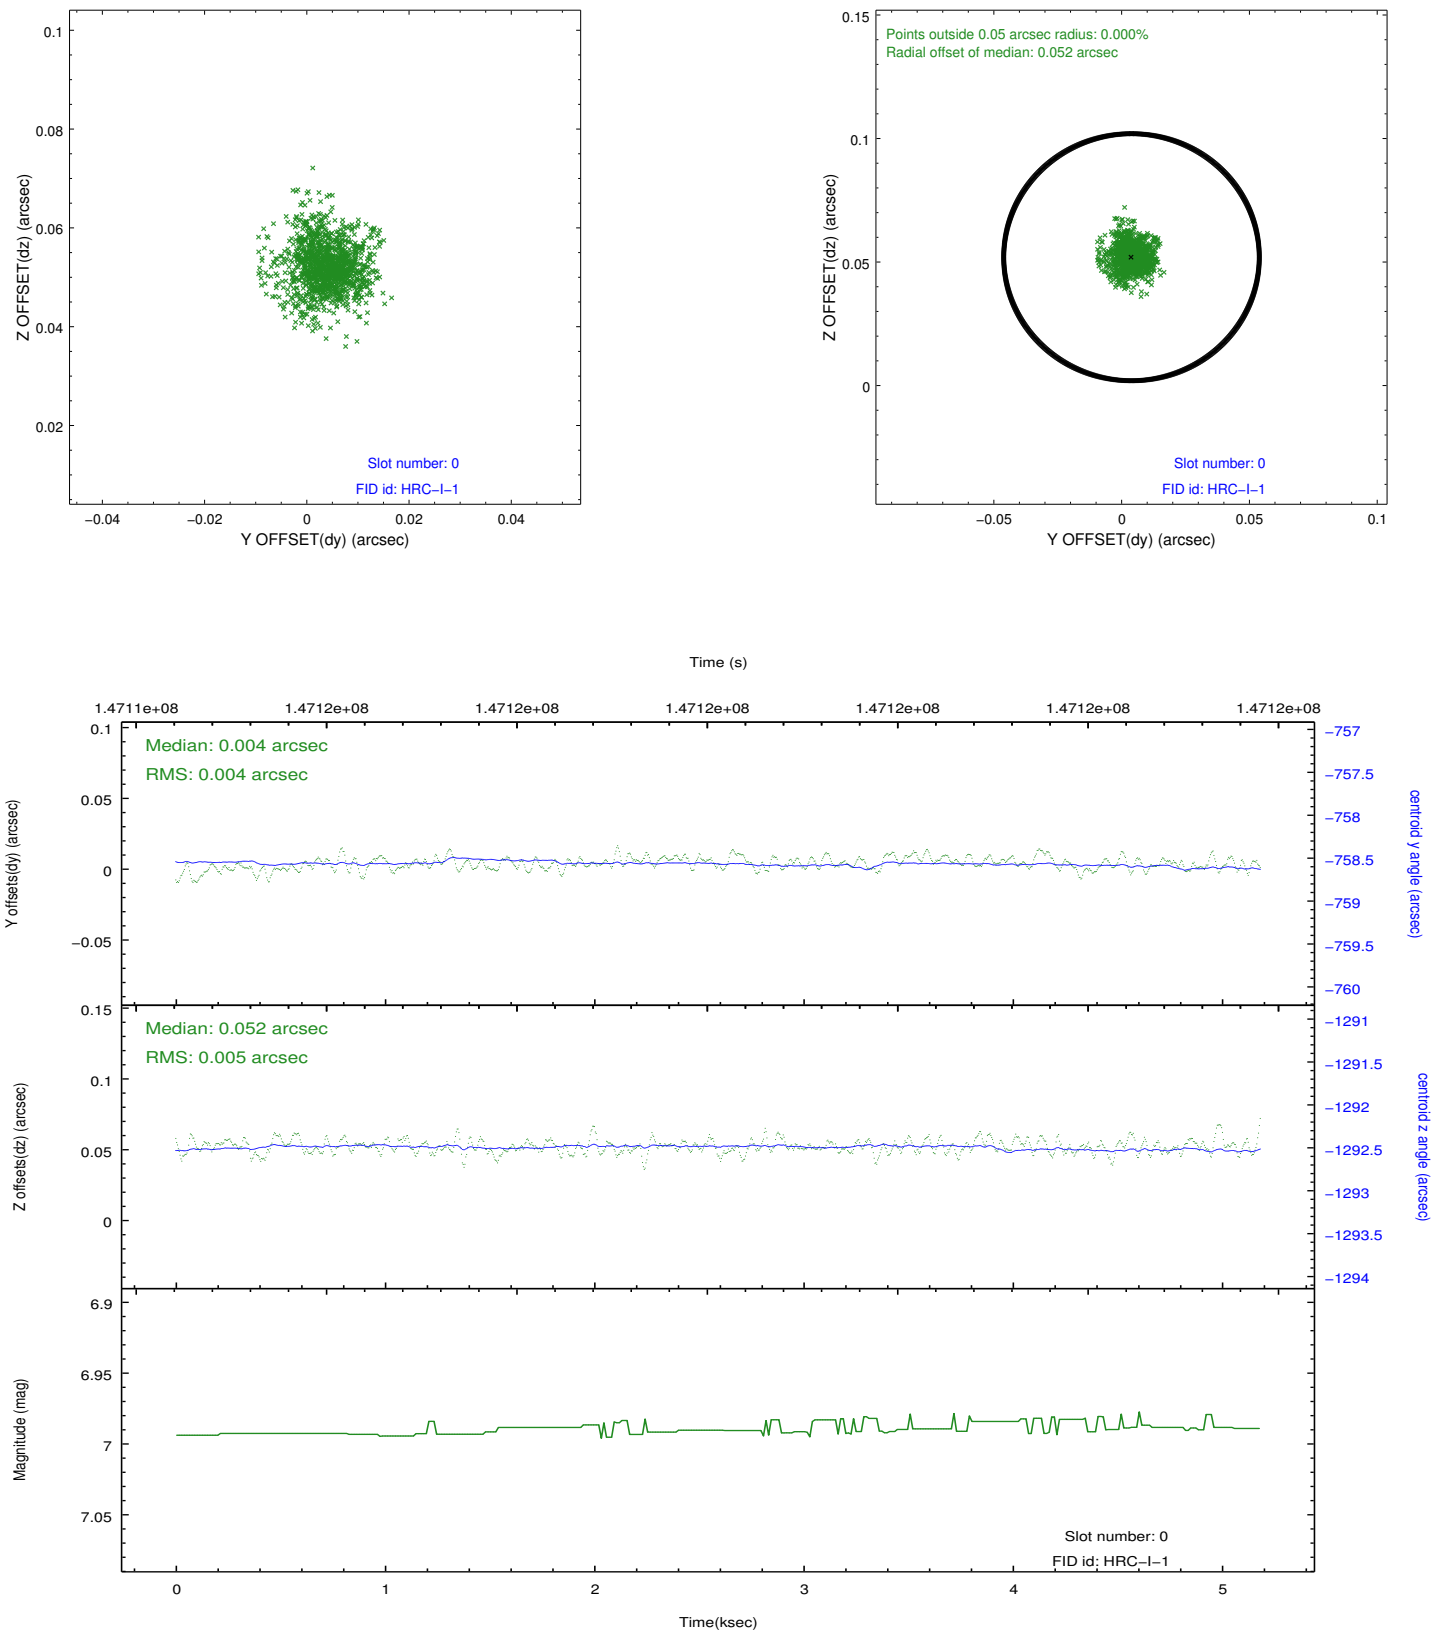 0.1
0.08
0.06
0.04
0.02
Z OFFSET(dz) (arcsec)
Slot number: 0
FID id: HRC−I−1
−0.04 −0.02 0 0.02 0.04
Y OFFSET(dy) (arcsec)
0.15
0.1
0.05
0
Z OFFSET(dz) (arcsec)
Points outside 0.05 arcsec radius: 0.000%
Radial offset of median: 0.052 arcsec
Slot number: 0
FID id: HRC−I−1
−0.05 0 0.05 0.1
Y OFFSET(dy) (arcsec)
Time (s)
1.4711e+08 1.4712e+08 1.4712e+08 1.4712e+08 1.4712e+08 1.4712e+08 1.4712e+08
0.1
0.05
0
−0.05
Y offsets(dy) (arcsec)
Median: 0.004 arcsec
RMS: 0.004 arcsec
−757
−757.5
−758
−758.5
−759
−759.5
−760
centroid y angle (arcsec)
0.15
0.1
0.05
0
Z offsets(dz) (arcsec)
Median: 0.052 arcsec
RMS: 0.005 arcsec
−1291
−1291.5
−1292
−1292.5
−1293
−1293.5
−1294
centroid z angle (arcsec)
6.9
6.95
7
7.05
Magnitude (mag)
Slot number: 0
FID id: HRC−I−1
0 1 2 3 4 5
Time(ksec)